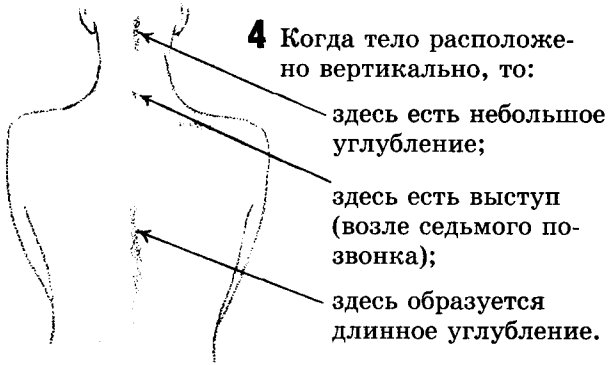 4 Когда тело расположе-
но вертикально, то:
здесь есть небольшое
углубление;
здесь есть выступ
(возле седьмого по-
звонка);
здесь образуется
длинное углубление.